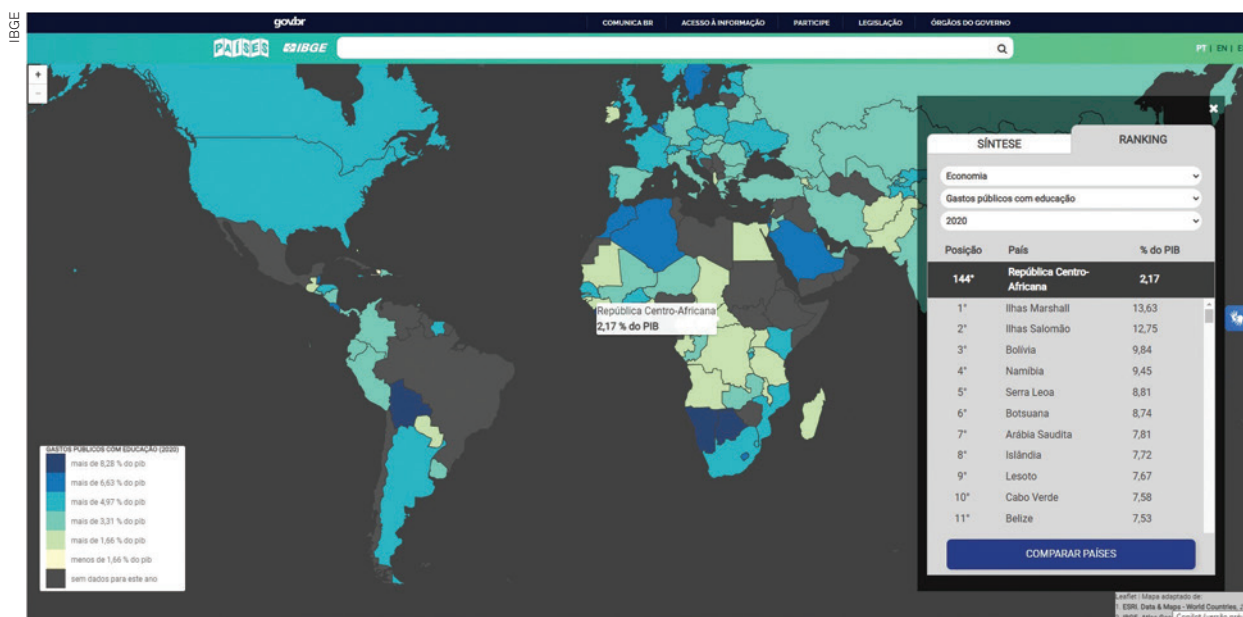 IBGE
gov.br
COMUNICA BR
ACESSO À INFORMAÇÃO
PARTICIPE
LEGISLAÇÃO
ÓRGÃOS DO GOVERNO
PAÍSES
IBGE
PT | EN | E
+
-
SÍNTESE
RANKING
Economia
Gastos públicos com educação
2020
Posição País % do PIB
144° República Centro-Africana 2,17
1° Ilhas Marshall 13,63
2° Ilhas Salomão 12,75
3° Bolívia 9,84
4° Namíbia 9,45
5° Serra Leoa 8,81
6° Botsuana 8,74
7° Arábia Saudita 7,81
8° Islândia 7,72
9° Lesoto 7,67
10° Cabo Verde 7,58
11° Belize 7,53
COMPARAR PAÍSES
República Centro-Africana
2,17 % do PIB
GASTOS PÚBLICOS COM EDUCAÇÃO (2020)
mais de 8,28 % do pib
mais de 6,63 % do pib
mais de 4,97 % do pib
mais de 3,31 % do pib
mais de 1,66 % do pib
menos de 1,66 % do pib
sem dados para este ano
Leaflet | Mapa adaptado de:
1. ESRI. Data & Maps - World Countries,